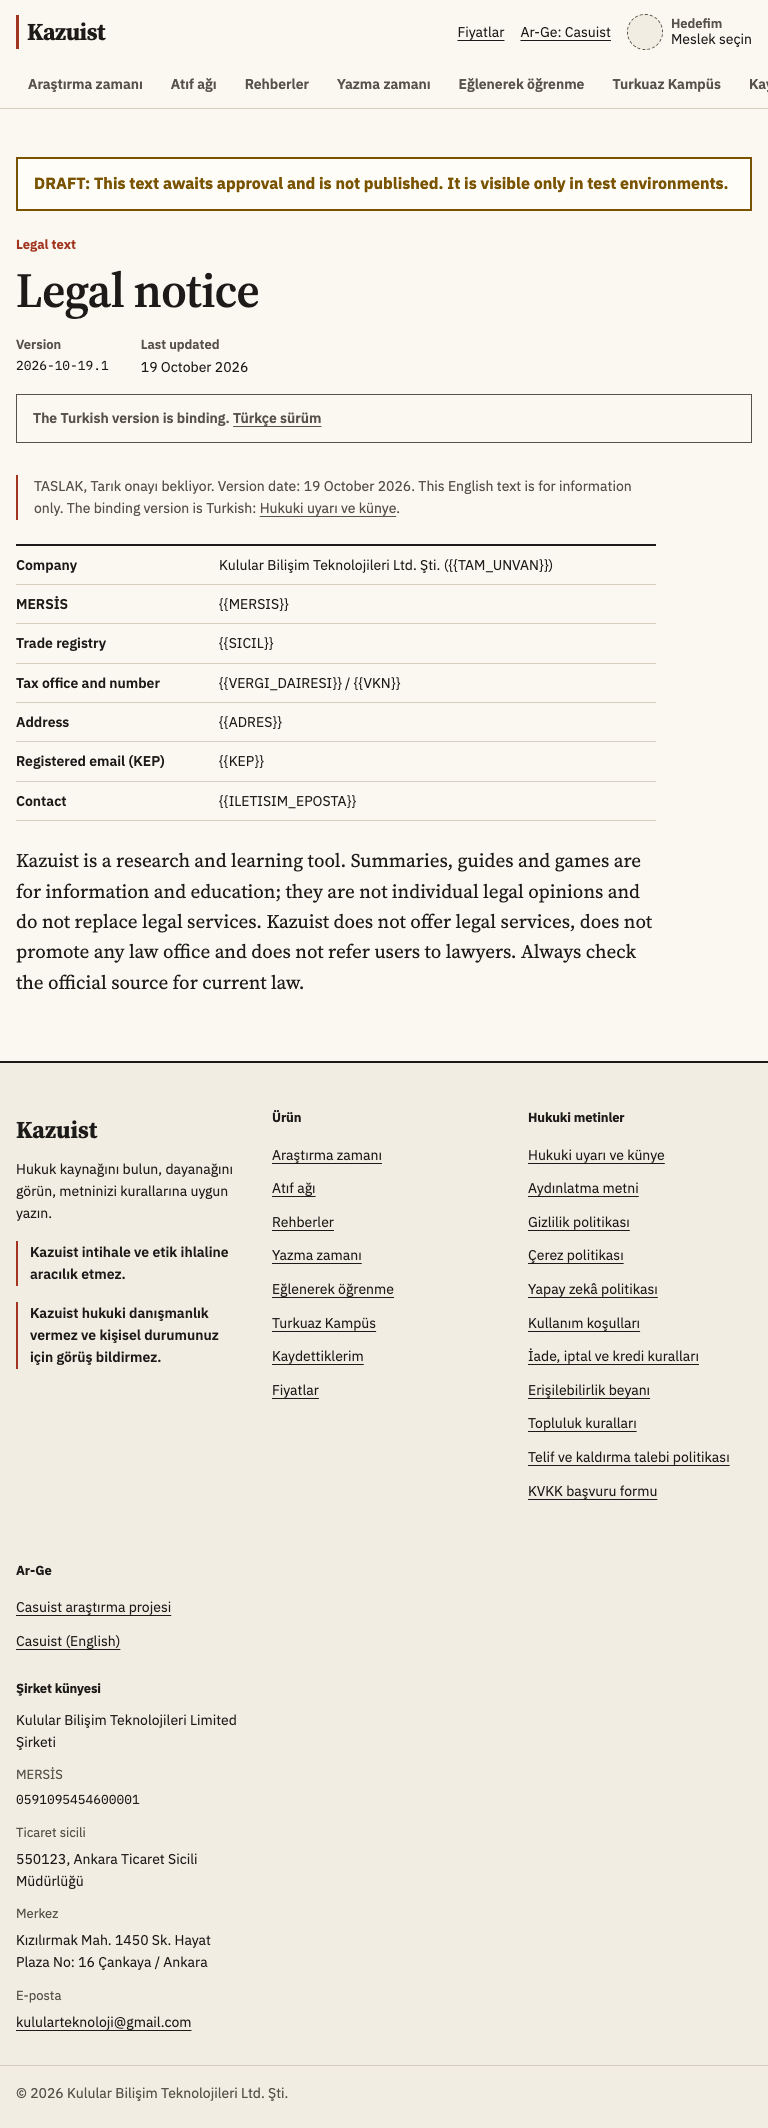 Kazuist
Fiyatlar
Ar-Ge: Casuist
Hedefim
Meslek seçin
Araştırma zamanı
Atıf ağı
Rehberler
Yazma zamanı
Eğlenerek öğrenme
Turkuaz Kampüs
DRAFT: This text awaits approval and is not published. It is visible only in test environments.
Legal text
Legal notice
Version
2026-10-19.1
Last updated
19 October 2026
The Turkish version is binding. Türkçe sürüm
TASLAK, Tarık onayı bekliyor. Version date: 19 October 2026. This English text is for information
only. The binding version is Turkish: Hukuki uyarı ve künye.
Company Kulular Bilişim Teknolojileri Ltd. Şti. ({{TAM_UNVAN}})
MERSİS {{MERSIS}}
Trade registry {{SICIL}}
Tax office and number {{VERGI_DAIRESI}} / {{VKN}}
Address {{ADRES}}
Registered email (KEP) {{KEP}}
Contact {{ILETISIM_EPOSTA}}
Kazuist is a research and learning tool. Summaries, guides and games are
for information and education; they are not individual legal opinions and
do not replace legal services. Kazuist does not offer legal services, does not
promote any law office and does not refer users to lawyers. Always check
the official source for current law.
Kazuist
Hukuk kaynağını bulun, dayanağını
görün, metninizi kurallarına uygun
yazın.
Kazuist intihale ve etik ihlaline
aracılık etmez.
Kazuist hukuki danışmanlık
vermez ve kişisel durumunuz
için görüş bildirmez.
Ürün
Araştırma zamanı
Atıf ağı
Rehberler
Yazma zamanı
Eğlenerek öğrenme
Turkuaz Kampüs
Kaydettiklerim
Fiyatlar
Hukuki metinler
Hukuki uyarı ve künye
Aydınlatma metni
Gizlilik politikası
Çerez politikası
Yapay zekâ politikası
Kullanım koşulları
İade, iptal ve kredi kuralları
Erişilebilirlik beyanı
Topluluk kuralları
Telif ve kaldırma talebi politikası
KVKK başvuru formu
Ar-Ge
Casuist araştırma projesi
Casuist (English)
Şirket künyesi
Kulular Bilişim Teknolojileri Limited
Şirketi
MERSİS
0591095454600001
Ticaret sicili
550123, Ankara Ticaret Sicili
Müdürlüğü
Merkez
Kızılırmak Mah. 1450 Sk. Hayat
Plaza No: 16 Çankaya / Ankara
E-posta
kulularteknoloji@gmail.com
© 2026 Kulular Bilişim Teknolojileri Ltd. Şti.